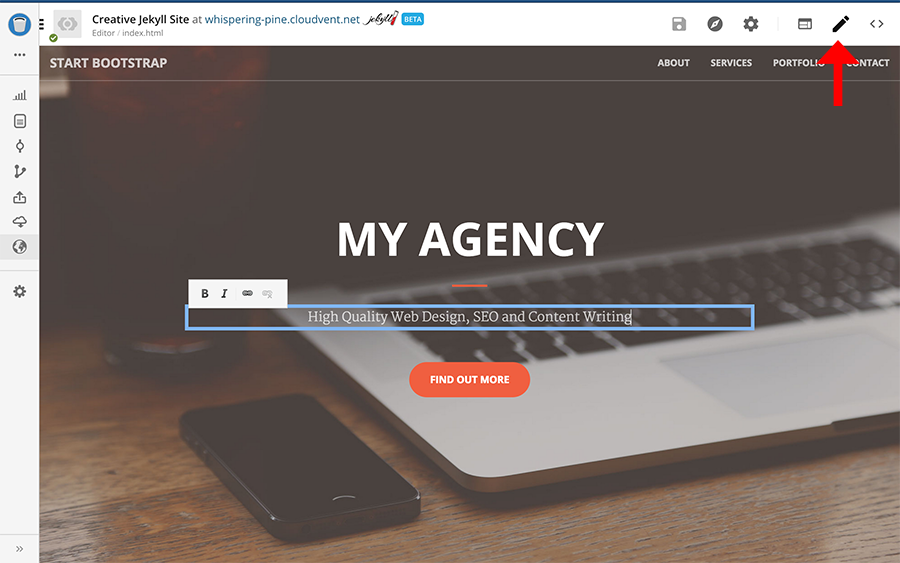 Creative Jekyll Site at whispering-pine.cloudvent.net jekyll BETA
Editor / index.html
START BOOTSTRAP
ABOUT SERVICES PORTFOLIO CONTACT
MY AGENCY
B I
High Quality Web Design, SEO and Content Writing
FIND OUT MORE